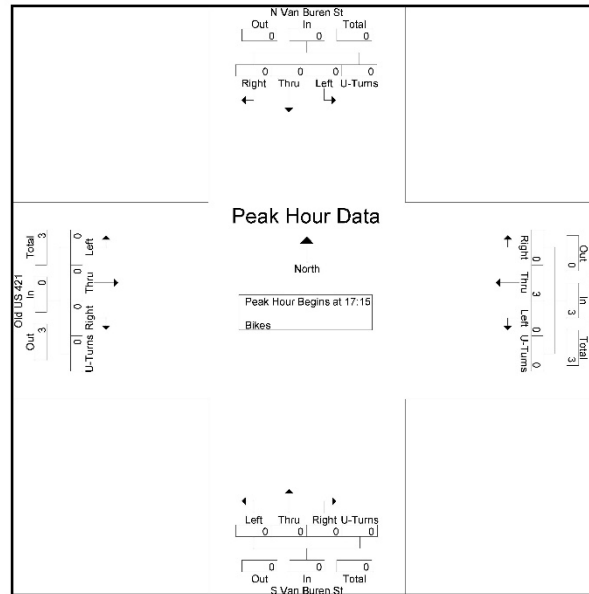 N Van Buren St
Out In Total
0 0 0
0 0 0 0
Right Thru Left U-Turns
Peak Hour Data
North
Peak Hour Begins at 17:15
Bikes
Old US 421
Out In Total
3 0 3
0 0 0 0
U-Turns Right Thru Left
Right Thru Left U-Turns
0 3 0 0
Out In Total
0 3 3
Left Thru Right U-Turns
0 0 0 0
0 0 0
Out In Total
S Van Buren St